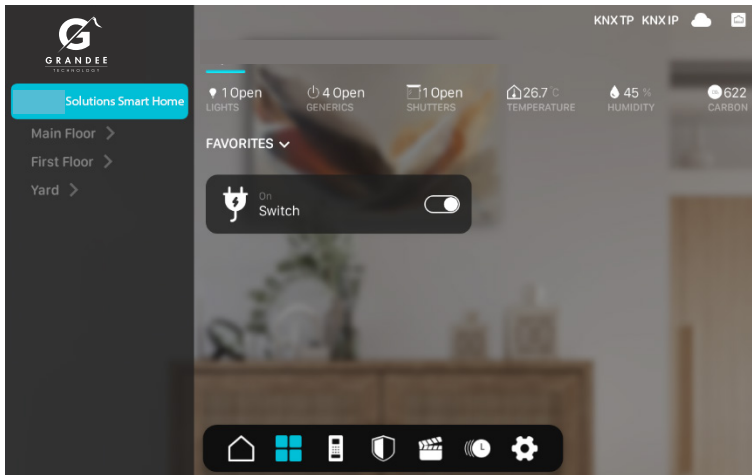 GRANDEE
TECHNOLOGY
Solutions Smart Home
Main Floor
First Floor
Yard
KNX TP KNX IP
1 Open
LIGHTS
4 Open
GENERICS
1 Open
SHUTTERS
26.7 °C
TEMPERATURE
45 %
HUMIDITY
622
CARBON
FAVORITES
On
Switch